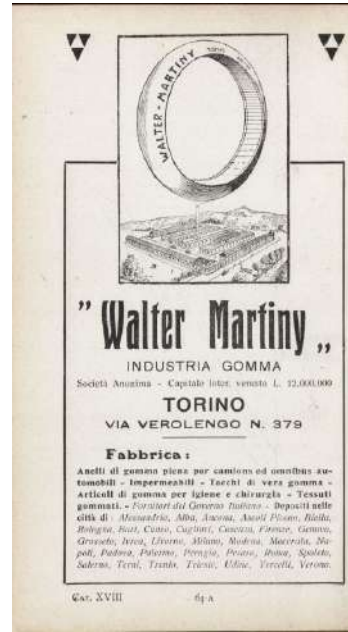 WALTER-MARTINY
" Walter Martiny „
INDUSTRIA GOMMA
Società Anonima - Capitale inter. versato L. 12.000.000
TORINO
VIA VEROLENGO N. 379
Fabbrica:
Anelli di gomma piena per camions ed omnibus au-
tomobili - Impermeabili - Tacchi di vera gomma -
Articoli di gomma per igiene e chirurgia - Tessuti
gommati. - Fornitori del Governo Italiano - Depositi nelle
città di: Alessandria, Alba, Ancona, Ascoli Piceno, Biella,
Bologna, Bari, Cuneo, Cagliari, Cosenza, Firenze, Genova,
Grosseto, Ivrea, Livorno, Milano, Modena, Macerata, Na-
poli, Padova, Palermo, Perugia, Pesaro, Roma, Spoleto,
Salerno, Terni, Trento, Trieste, Udine, Vercelli, Verona.
Cat. XVIII 64-A